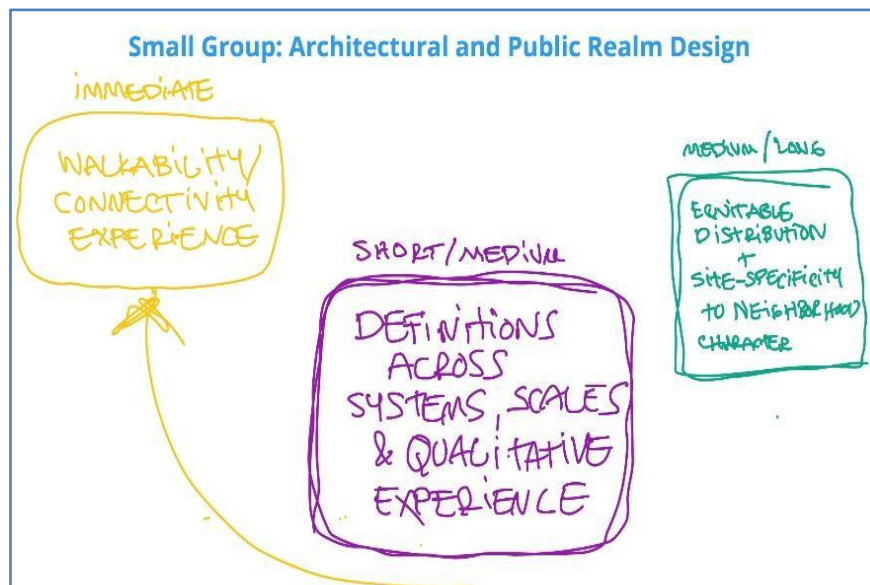 Small Group: Architectural and Public Realm Design
iMMEDiATE
WALKABiLitY/
CONNECtiVitY
EXPERiENCE
SHORT/MEDiUM
DEFiNitiONS
ACROSS
SYStEMS, SCALES
& QUALitAtiVE
EXPERiENCE
MEDIUM/LONG
EQUITABLE
DISTRIBUTION
+
SITE-SPECIFICITY
TO NEIGHBORHOOD
CHARACTER